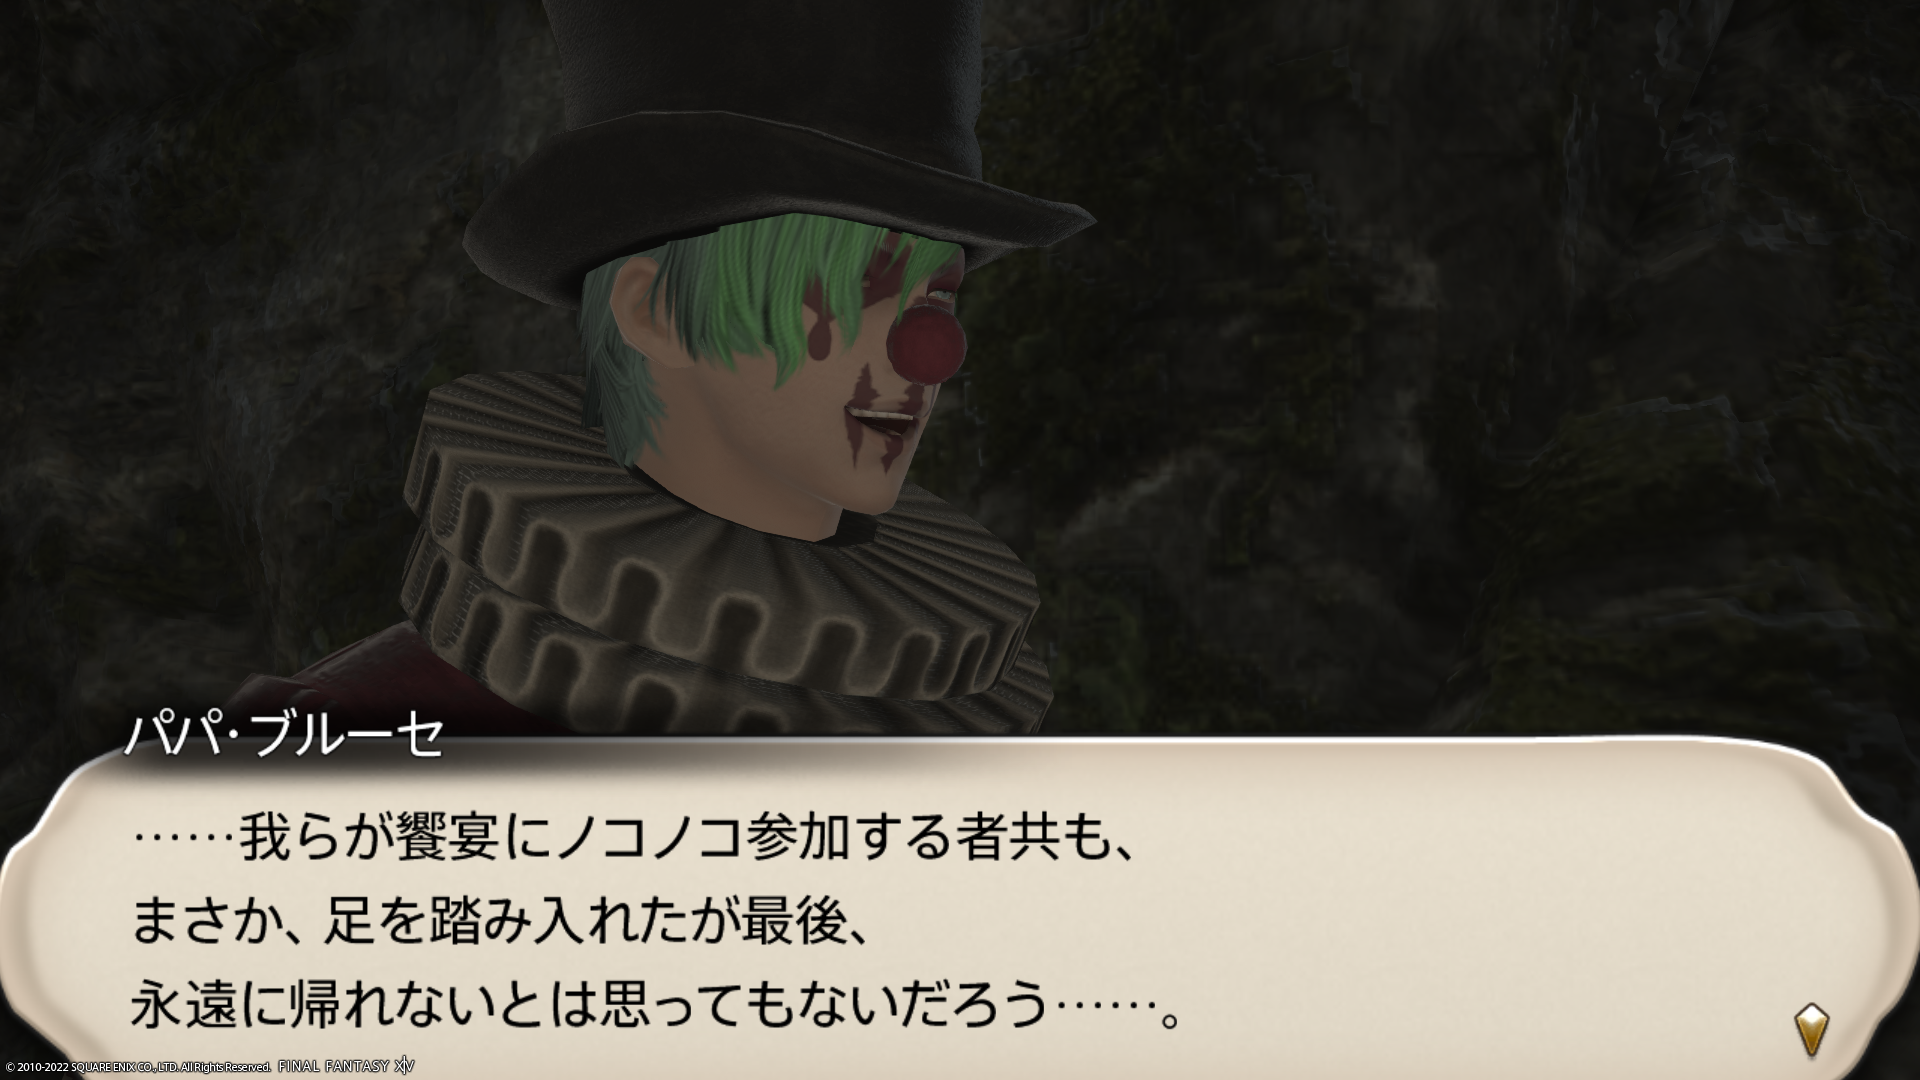 パパ・ブルーセ
……我らが饗宴にノコノコ参加する者共も、
まさか、足を踏み入れたが最後、
永遠に帰れないとは思ってもないだろう……。
© 2010-2022 SQUARE ENIX CO., LTD. All Rights Reserved. FINAL FANTASY XIV